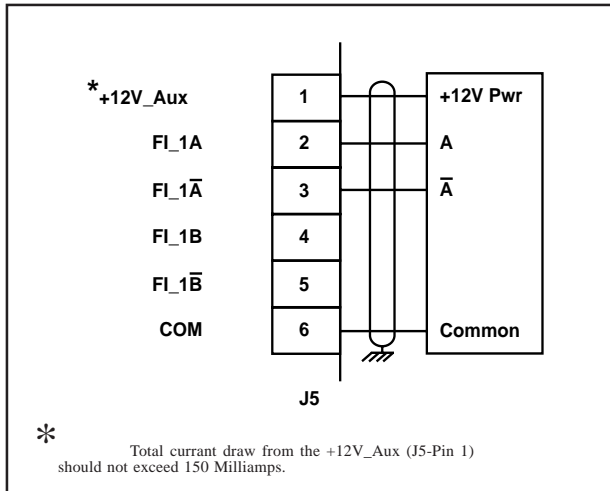 *+12V_Aux 1 +12V Pwr
FI_1A 2 A
FI_1A̅ 3 A̅
FI_1B 4
FI_1B̅ 5
COM 6 Common
J5
* Total currant draw from the +12V_Aux (J5-Pin 1)
should not exceed 150 Milliamps.